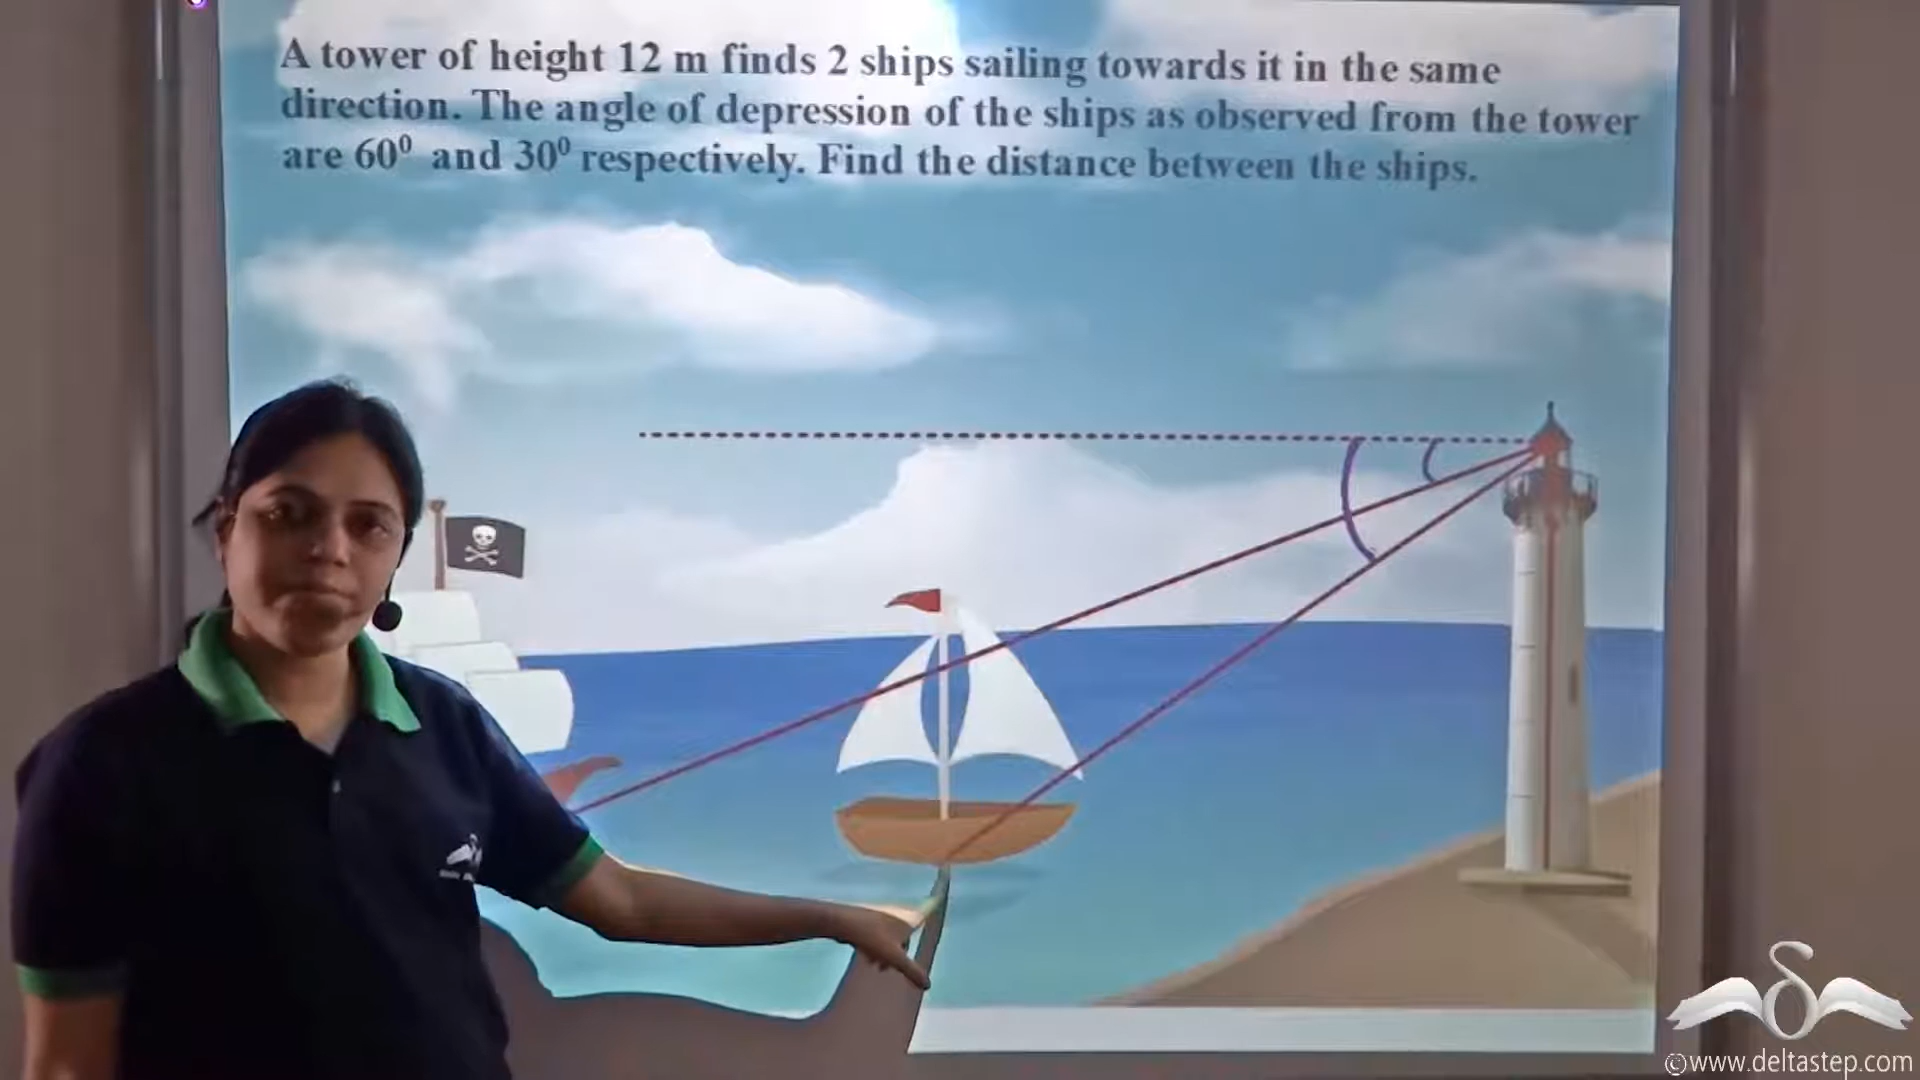 A tower of height 12 m finds 2 ships sailing towards it in the same
direction. The angle of depression of the ships as observed from the tower
are 60⁰ and 30⁰ respectively. Find the distance between the ships.
©www.deltastep.com